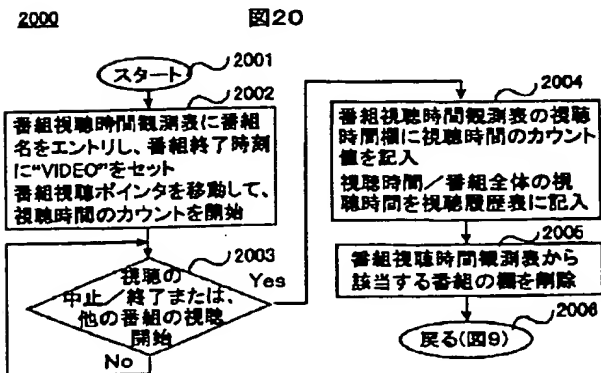 2000
図20
スタート
2001
2002
番組視聴時間観測表に番組
名をエントリし、番組終了時刻
に"VIDEO"をセット
番組視聴ポインタを移動して、
視聴時間のカウントを開始
2003
視聴の
中止/終了または、
他の番組の視聴
開始
Yes
No
2004
番組視聴時間観測表の視聴
時間欄に視聴時間のカウント
値を記入
視聴時間/番組全体の視
聴時間を視聴履歴表に記入
2005
番組視聴時間観測表から
該当する番組の欄を削除
2006
戻る(図9)